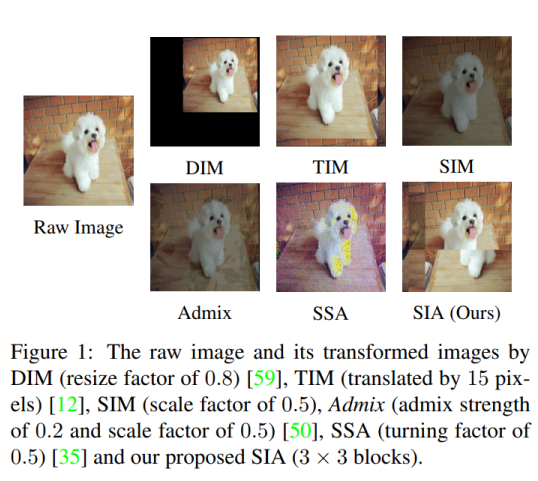 DIM
TIM
SIM
Raw Image
Admix
SSA
SIA (Ours)
Figure 1: The raw image and its transformed images by
DIM (resize factor of 0.8) [59], TIM (translated by 15 pix-
els) [12], SIM (scale factor of 0.5), Admix (admix strength
of 0.2 and scale factor of 0.5) [50], SSA (turning factor of
0.5) [35] and our proposed SIA (3 × 3 blocks).